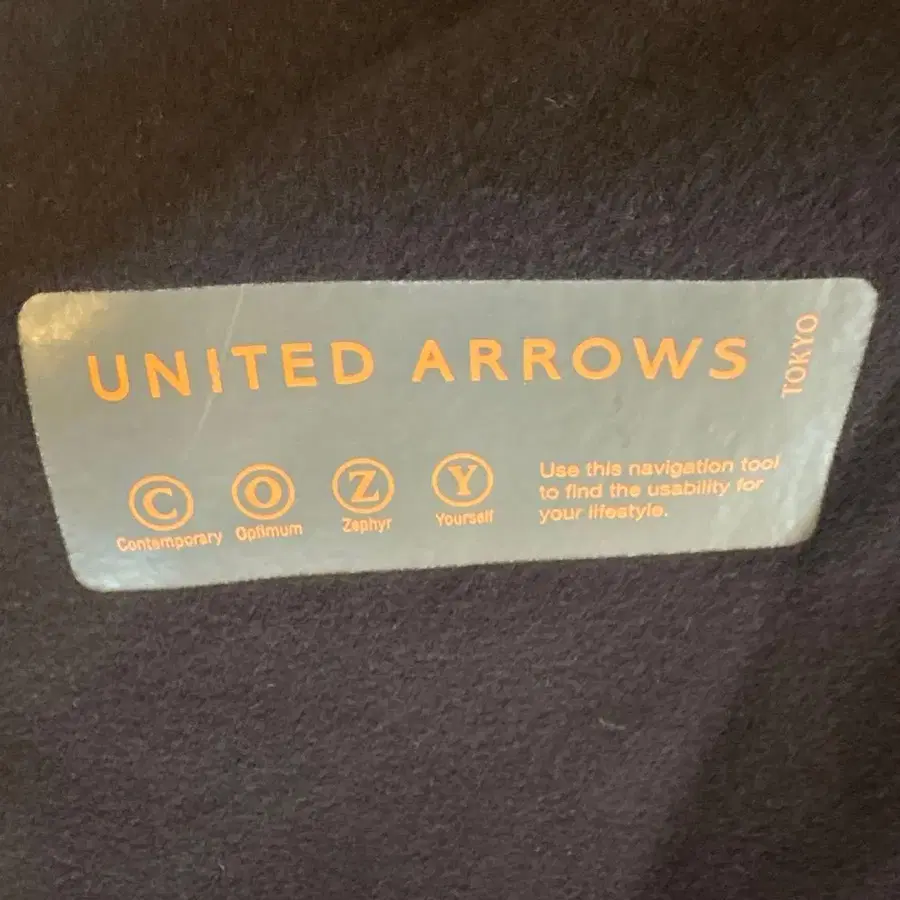 UNITED ARROWS
TOKYO
C O Z Y
Contemporary Optimum Zephyr Yourself
Use this navigation tool
to find the usability for
your lifestyle.